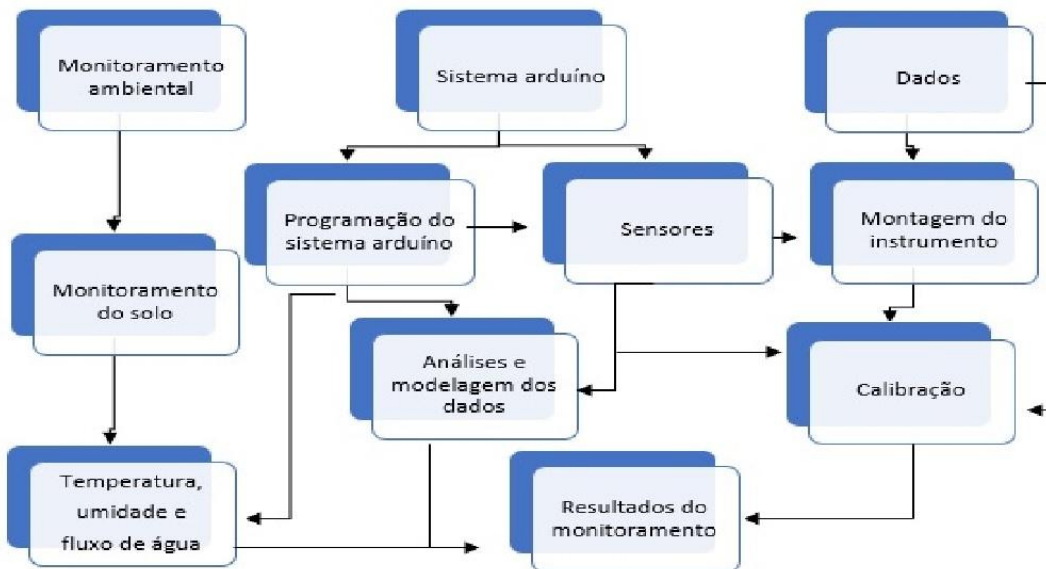 Monitoramento
ambiental
Sistema arduíno
Dados
Programação do
sistema arduíno
Sensores
Montagem do
instrumento
Monitoramento
do solo
Análises e
modelagem dos
dados
Calibração
Temperatura,
umidade e
fluxo de água
Resultados do
monitoramento